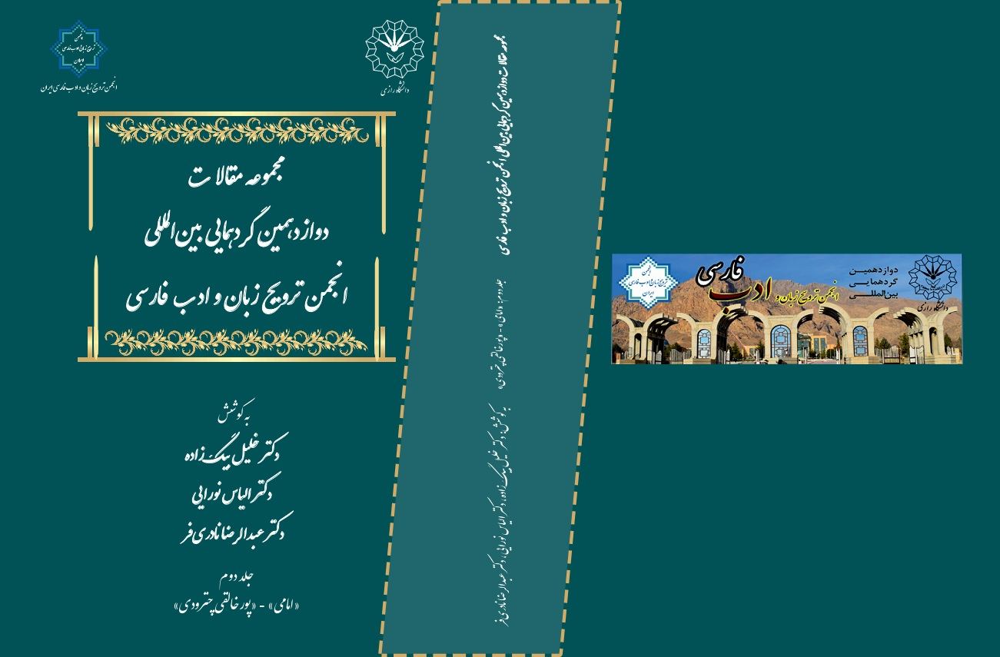 انجمن
ترویج زبان و ادب فارسی
ایران
انجمن ترویج زبان و ادب فارسی ایران
دانشگاه رازی
مجموعه مقالات
دوازدهمین گردهمایی بین‌المللی
انجمن ترویج زبان و ادب فارسی
به کوشش
دکتر خلیل بیگ‌زاده
دکتر الیاس نورایی
دکتر عبدالرضا نادری‌فر
جلد دوم
«امامی» - «پورخالقی چترودی»
مجموعه مقالات دوازدهمین گردهمایی بین‌المللی انجمن ترویج زبان و ادب فارسی
جلد دوم: «امامی» - «پورخالقی چترودی»
به کوشش: دکتر خلیل بیگ‌زاده، دکتر الیاس نورایی، دکتر عبدالرضا نادری‌فر
دوازدهمین
گردهمایی
بین‌المللی
انجمن ترویج زبان و ادب فارسی
دانشگاه رازی
انجمن
ترویج زبان و ادب فارسی
ایران